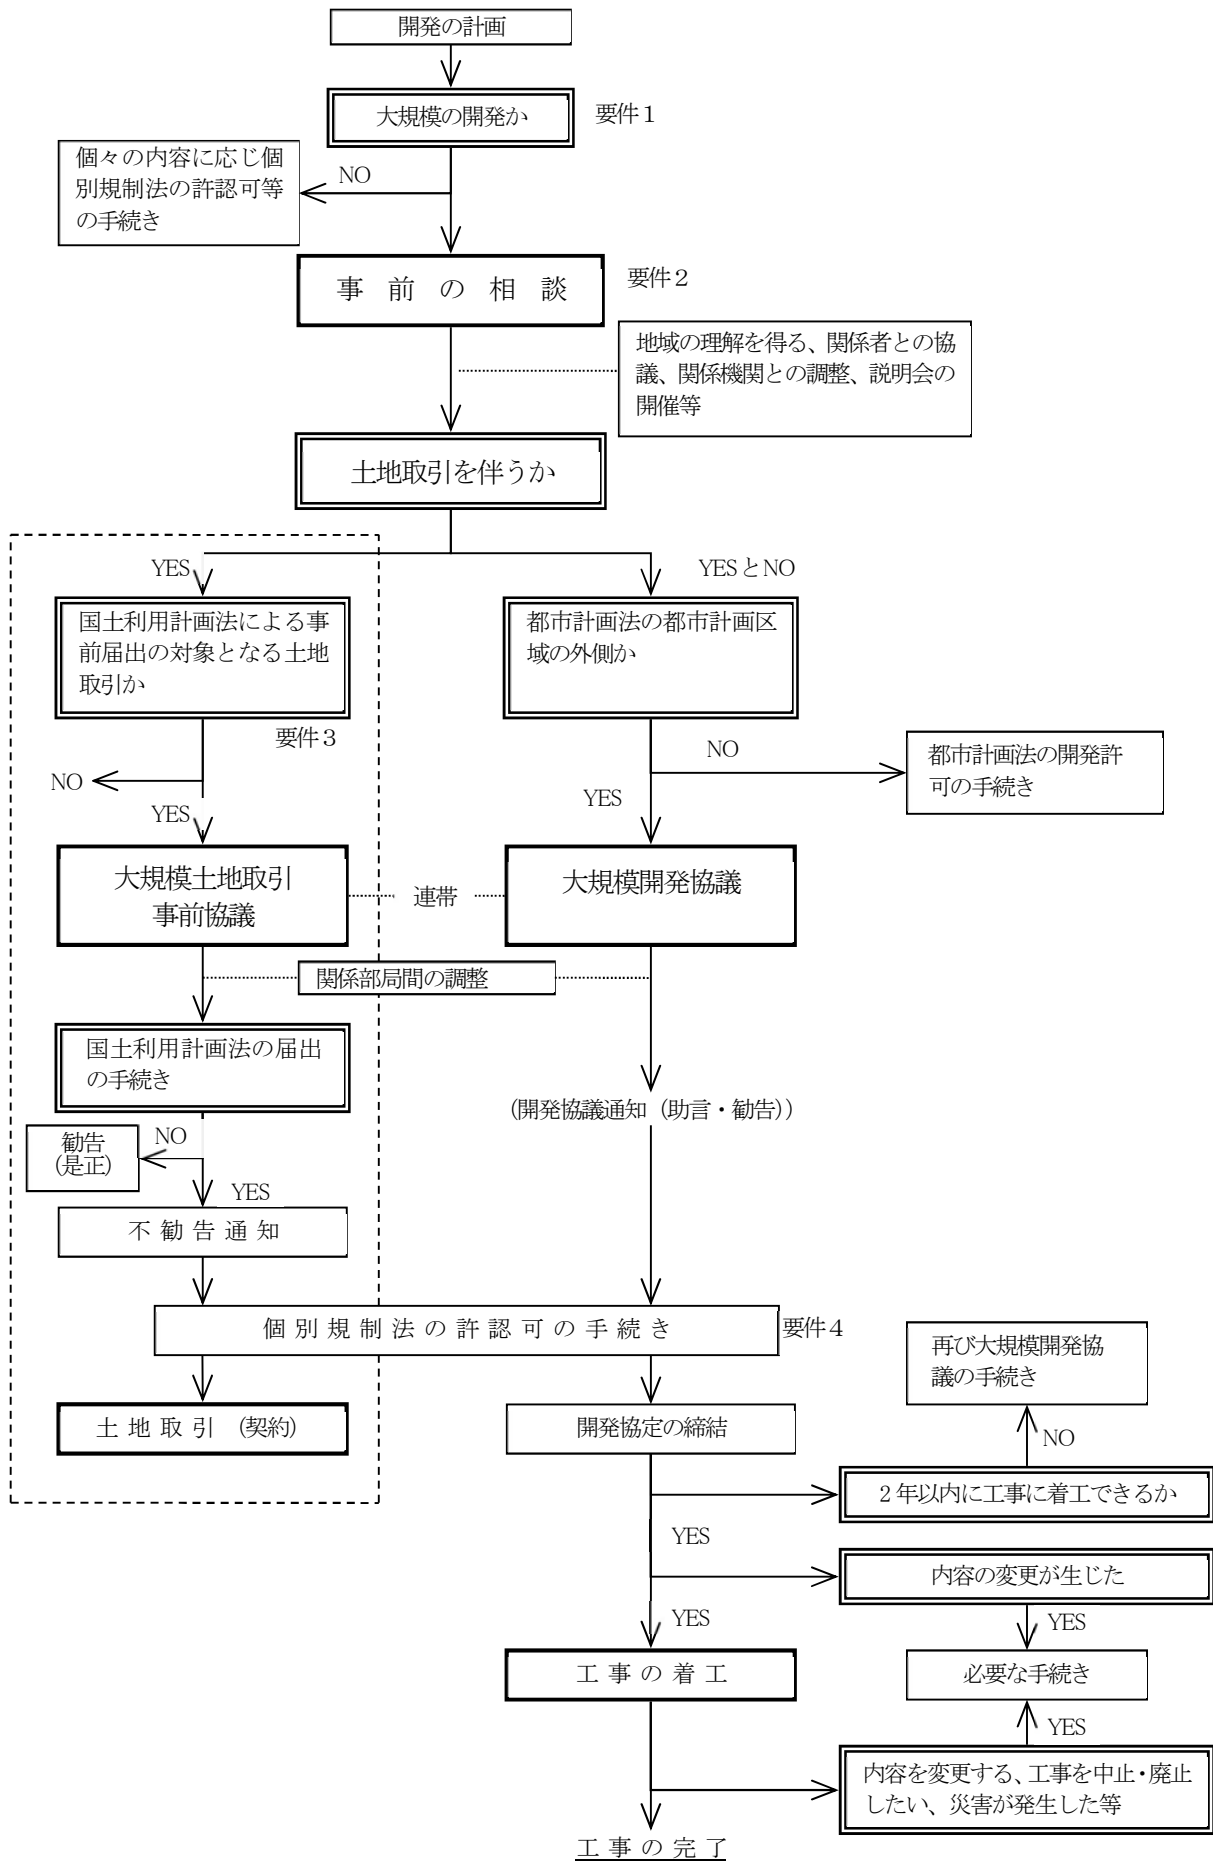 開発の計画
大規模の開発か
要件１
個々の内容に応じ個
別規制法の許認可等
の手続き
NO
事前の相談
要件２
地域の理解を得る、関係者との協
議、関係機関との調整、説明会の
開催等
土地取引を伴うか
YES
YESとNO
国土利用計画法による事
前届出の対象となる土地
取引か
都市計画法の都市計画区
域の外側か
要件３
NO
NO
都市計画法の開発許
可の手続き
YES
YES
大規模土地取引
事前協議
連帯
大規模開発協議
関係部局間の調整
国土利用計画法の届出
の手続き
(開発協議通知（助言・勧告))
勧告
(是正)
NO
YES
不勧告通知
個別規制法の許認可の手続き
要件４
再び大規模開発協
議の手続き
土地取引（契約）
開発協定の締結
NO
２年以内に工事に着工できるか
YES
内容の変更が生じた
YES
YES
工事の着工
必要な手続き
YES
内容を変更する、工事を中止・廃止
したい、災害が発生した等
工事の完了